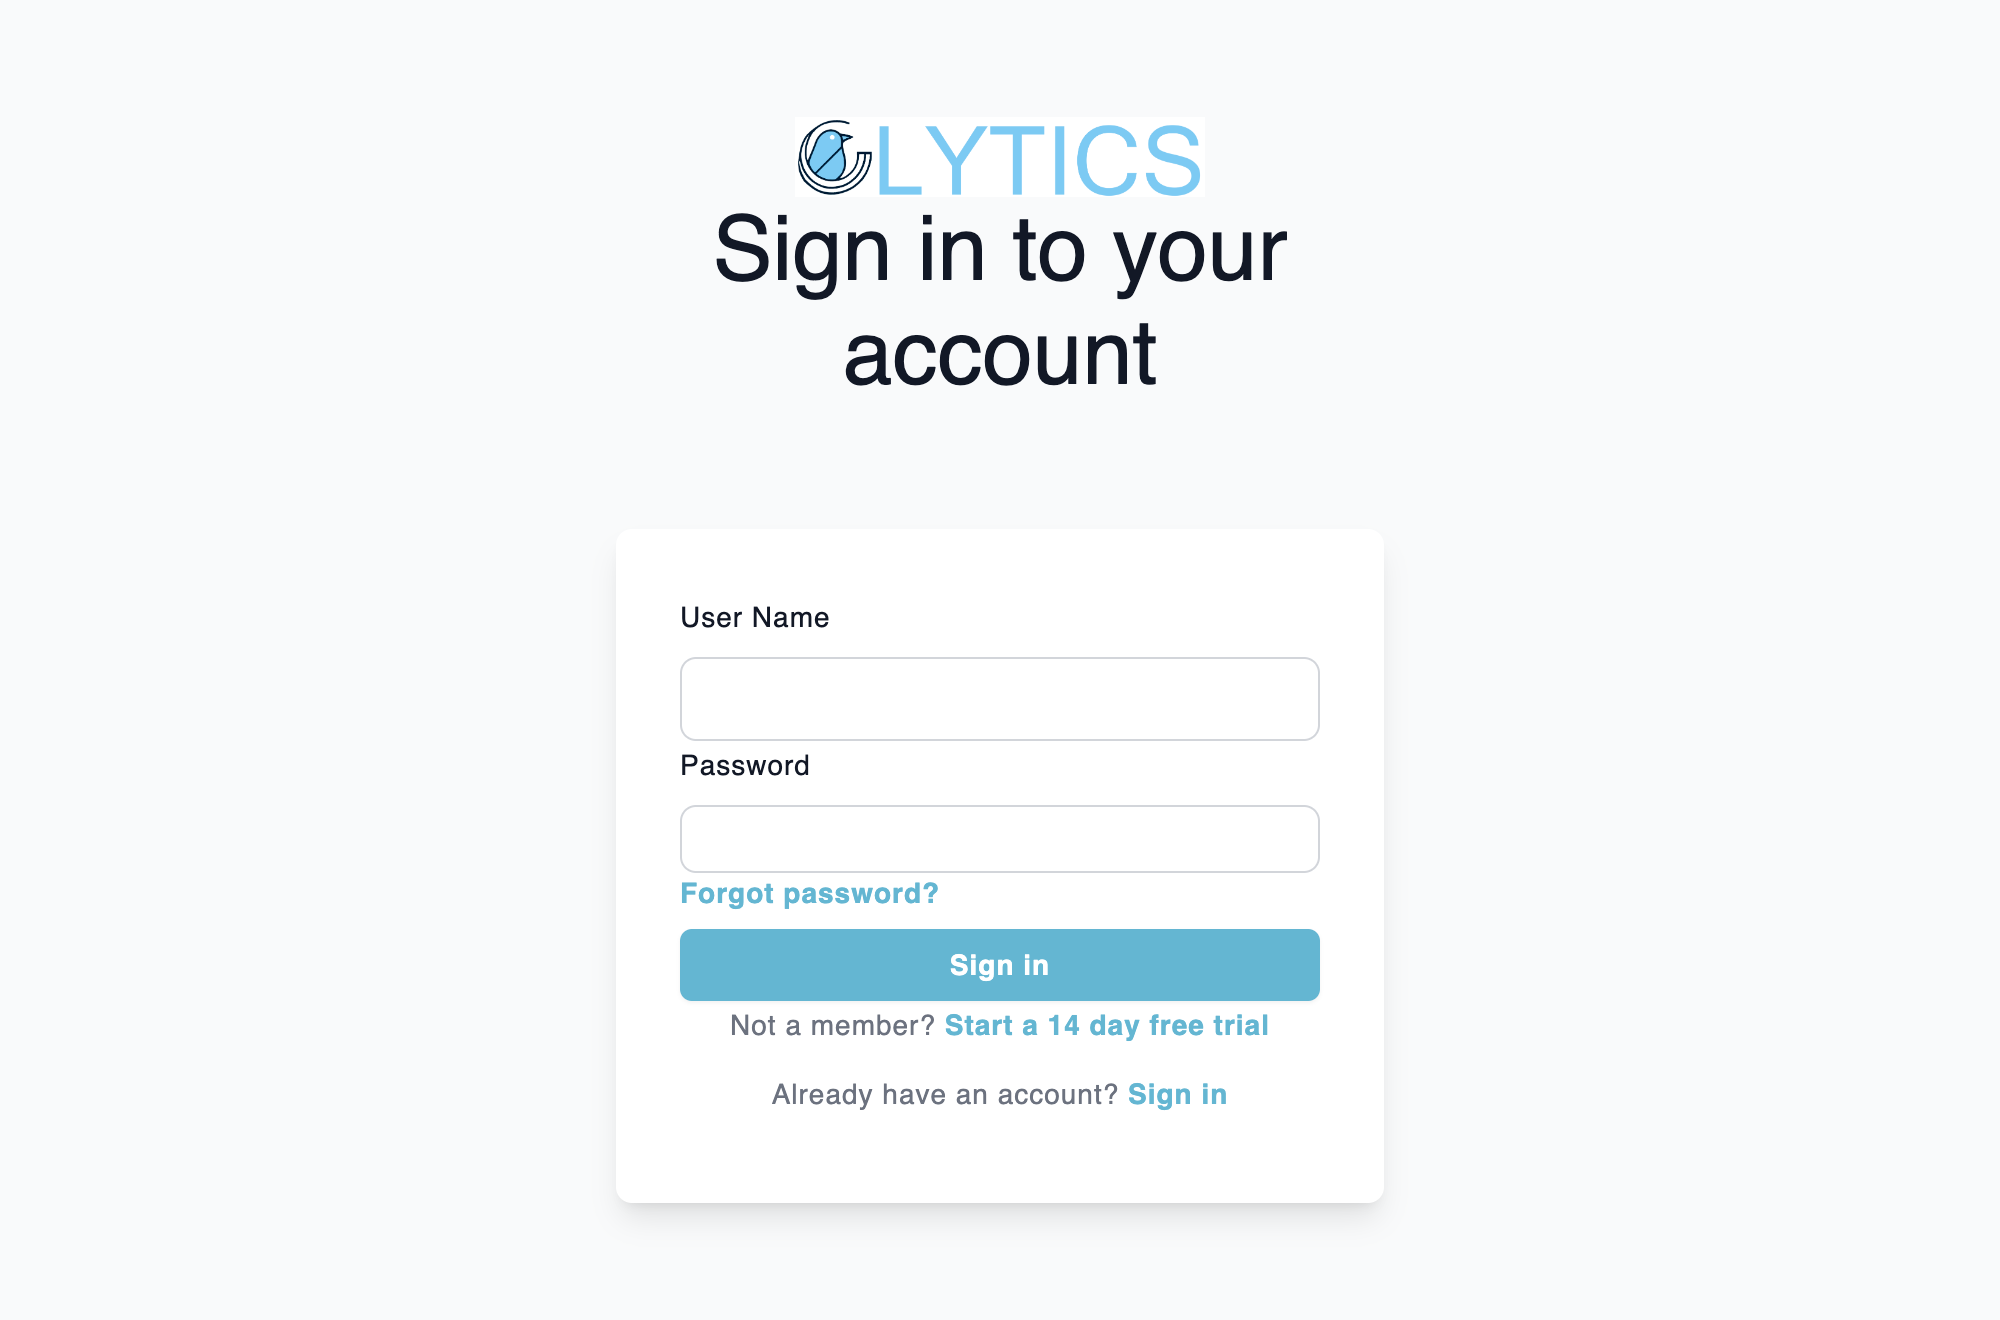 LYTICS
Sign in to your
account
User Name
Password
Forgot password?
Sign in
Not a member? Start a 14 day free trial
Already have an account? Sign in